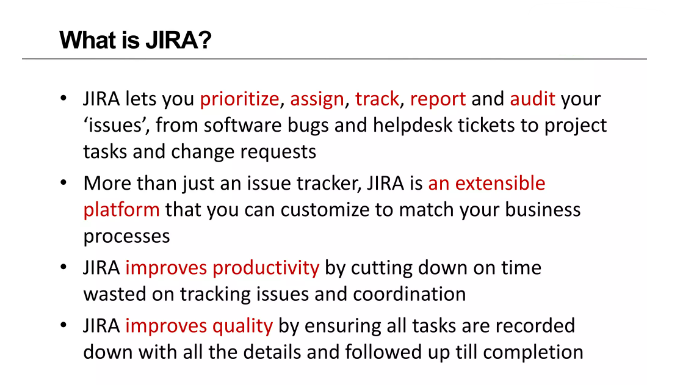 What is JIRA?
• JIRA lets you prioritize, assign, track, report and audit your
‘issues’, from software bugs and helpdesk tickets to project
tasks and change requests
• More than just an issue tracker, JIRA is an extensible
platform that you can customize to match your business
processes
• JIRA improves productivity by cutting down on time
wasted on tracking issues and coordination
• JIRA improves quality by ensuring all tasks are recorded
down with all the details and followed up till completion